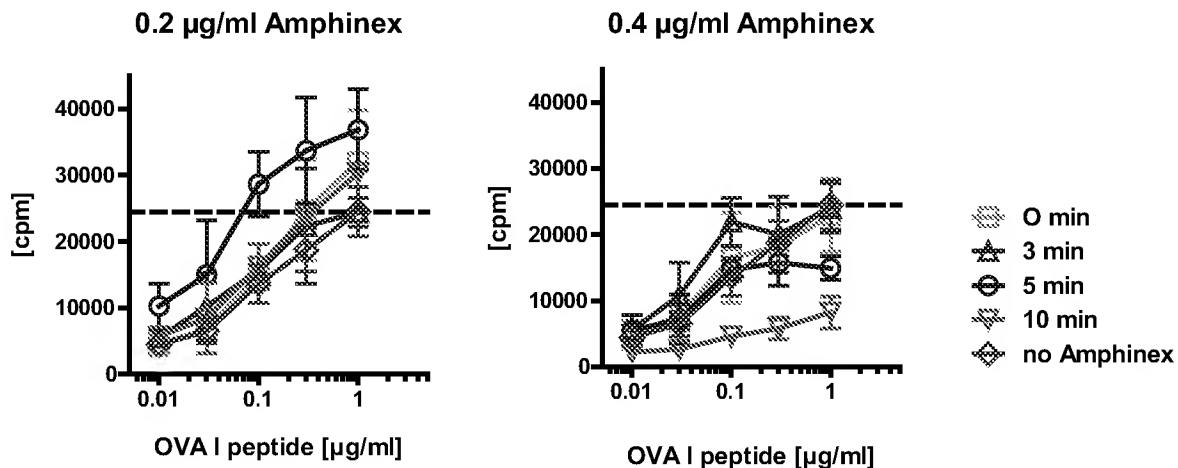 0.2 µg/ml Amphinex
0.4 µg/ml Amphinex
[cpm]
40000
30000
20000
10000
0
0.01
0.1
1
OVA I peptide [µg/ml]
[cpm]
40000
30000
20000
10000
0
0.01
0.1
1
OVA I peptide [µg/ml]
O min
3 min
5 min
10 min
no Amphinex